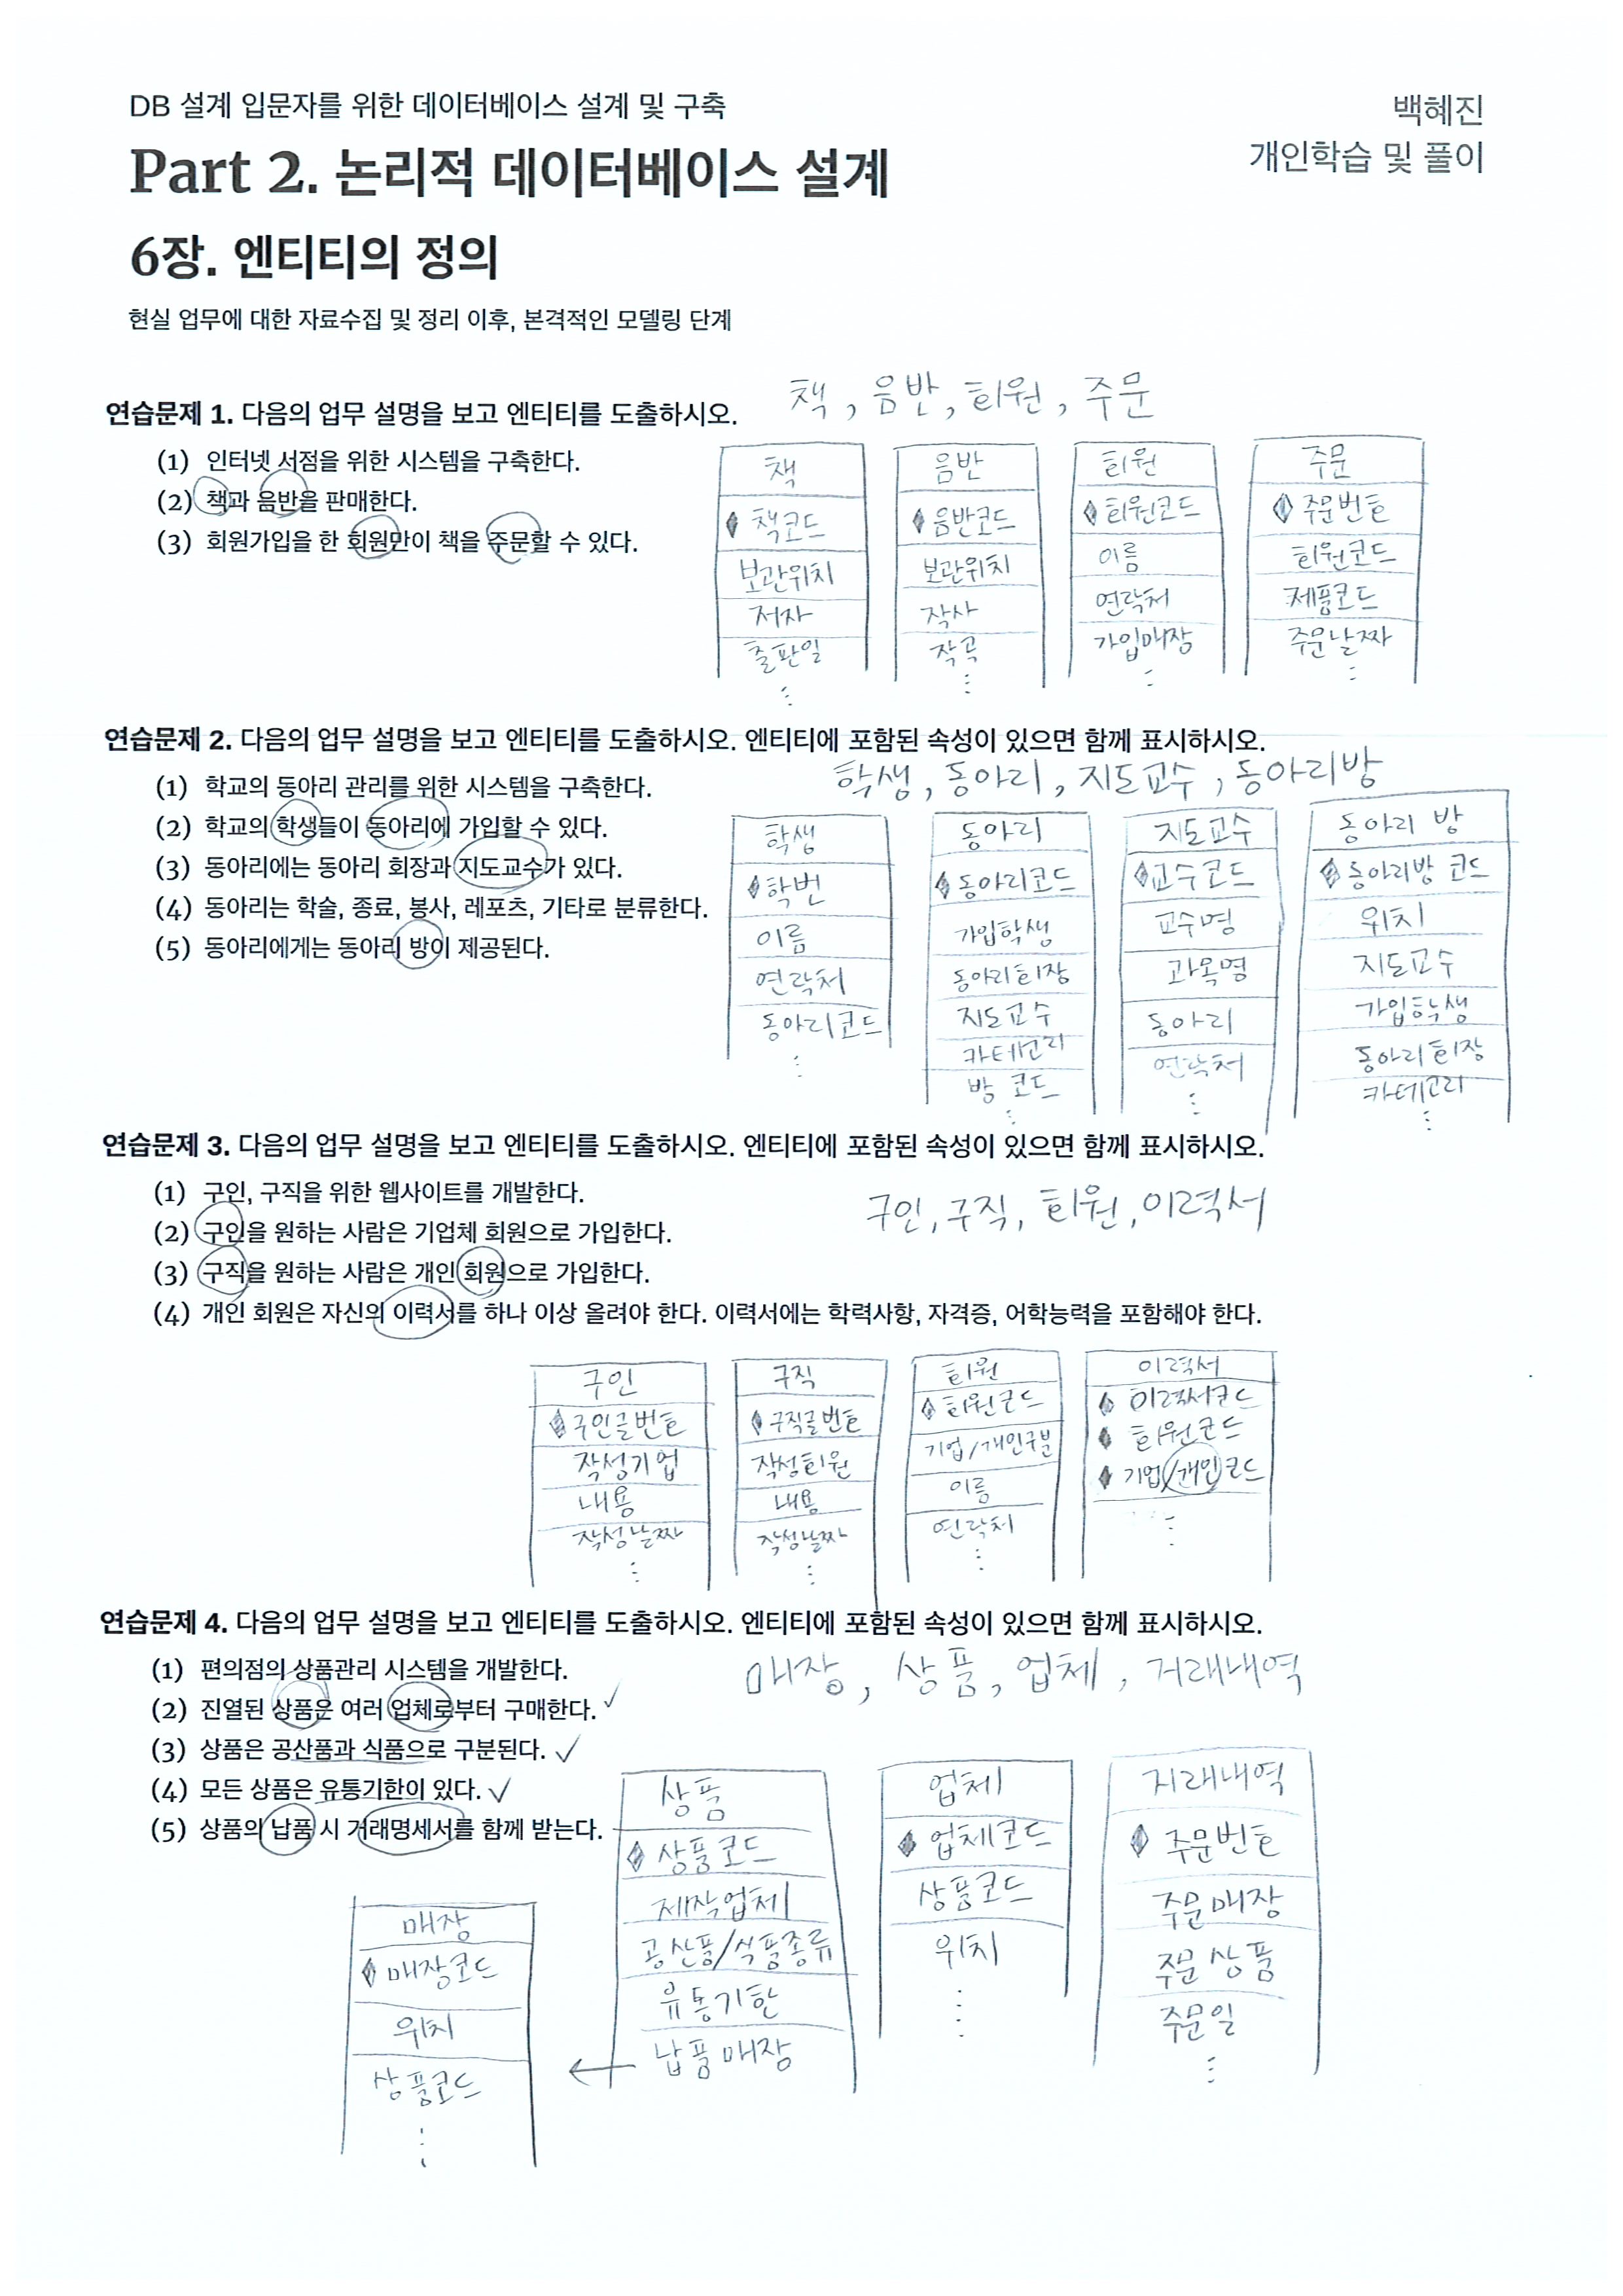 DB 설계 입문자를 위한 데이터베이스 설계 및 구축
백혜진
Part 2. 논리적 데이터베이스 설계
개인학습 및 풀이
6장. 엔티티의 정의
현실 업무에 대한 자료수집 및 정리 이후, 본격적인 모델링 단계
책, 음반, 회원, 주문
연습문제 1. 다음의 업무 설명을 보고 엔티티를 도출하시오.
(1) 인터넷 서점을 위한 시스템을 구축한다.
(2) 책과 음반을 판매한다.
(3) 회원가입을 한 회원만이 책을 주문할 수 있다.
책
책코드
보관위치
저자
출판일
음반
음반코드
보관위치
작사
작곡
회원
회원코드
이름
연락처
가입매장
주문
주문번호
회원코드
제품코드
주문날짜
연습문제 2. 다음의 업무 설명을 보고 엔티티를 도출하시오. 엔티티에 포함된 속성이 있으면 함께 표시하시오.
학생, 동아리, 지도교수, 동아리방
(1) 학교의 동아리 관리를 위한 시스템을 구축한다.
(2) 학교의 학생들이 동아리에 가입할 수 있다.
(3) 동아리에는 동아리 회장과 지도교수가 있다.
(4) 동아리는 학술, 종료, 봉사, 레포츠, 기타로 분류한다.
(5) 동아리에게는 동아리 방이 제공된다.
학생
학번
이름
연락처
동아리코드
동아리
동아리코드
가입학생
동아리회장
지도교수
카테고리
방 코드
지도교수
교수코드
교수명
과목명
동아리
연락처
동아리 방
동아리방 코드
위치
지도교수
가입학생
동아리회장
카테고리
연습문제 3. 다음의 업무 설명을 보고 엔티티를 도출하시오. 엔티티에 포함된 속성이 있으면 함께 표시하시오.
(1) 구인, 구직을 위한 웹사이트를 개발한다.
구인, 구직, 회원, 이력서
(2) 구인을 원하는 사람은 기업체 회원으로 가입한다.
(3) 구직을 원하는 사람은 개인 회원으로 가입한다.
(4) 개인 회원은 자신의 이력서를 하나 이상 올려야 한다. 이력서에는 학력사항, 자격증, 어학능력을 포함해야 한다.
구인
구인글번호
작성기업
내용
작성날짜
구직
구직글번호
작성회원
내용
작성날짜
회원
회원코드
기업/개인구분
이름
연락처
이력서
이력서코드
회원코드
기업/개인코드
연습문제 4. 다음의 업무 설명을 보고 엔티티를 도출하시오. 엔티티에 포함된 속성이 있으면 함께 표시하시오.
(1) 편의점의 상품관리 시스템을 개발한다.
매장, 상품, 업체, 거래내역
(2) 진열된 상품은 여러 업체로부터 구매한다. ✓
(3) 상품은 공산품과 식품으로 구분된다. ✓
(4) 모든 상품은 유통기한이 있다. ✓
(5) 상품의 납품 시 거래명세서를 함께 받는다.
매장
매장코드
위치
상품코드
상품
상품코드
제작업체
공산품/식품종류
유통기한
납품매장
업체
업체코드
상품코드
위치
거래내역
주문번호
주문매장
주문상품
주문일